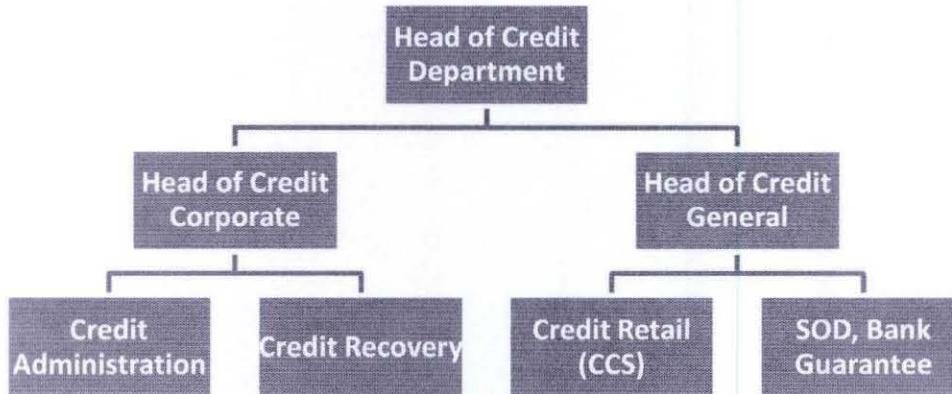 Head of Credit
Department
Head of Credit
Corporate
Head of Credit
General
Credit
Administration
Credit Recovery
Credit Retail
(CCS)
SOD, Bank
Guarantee